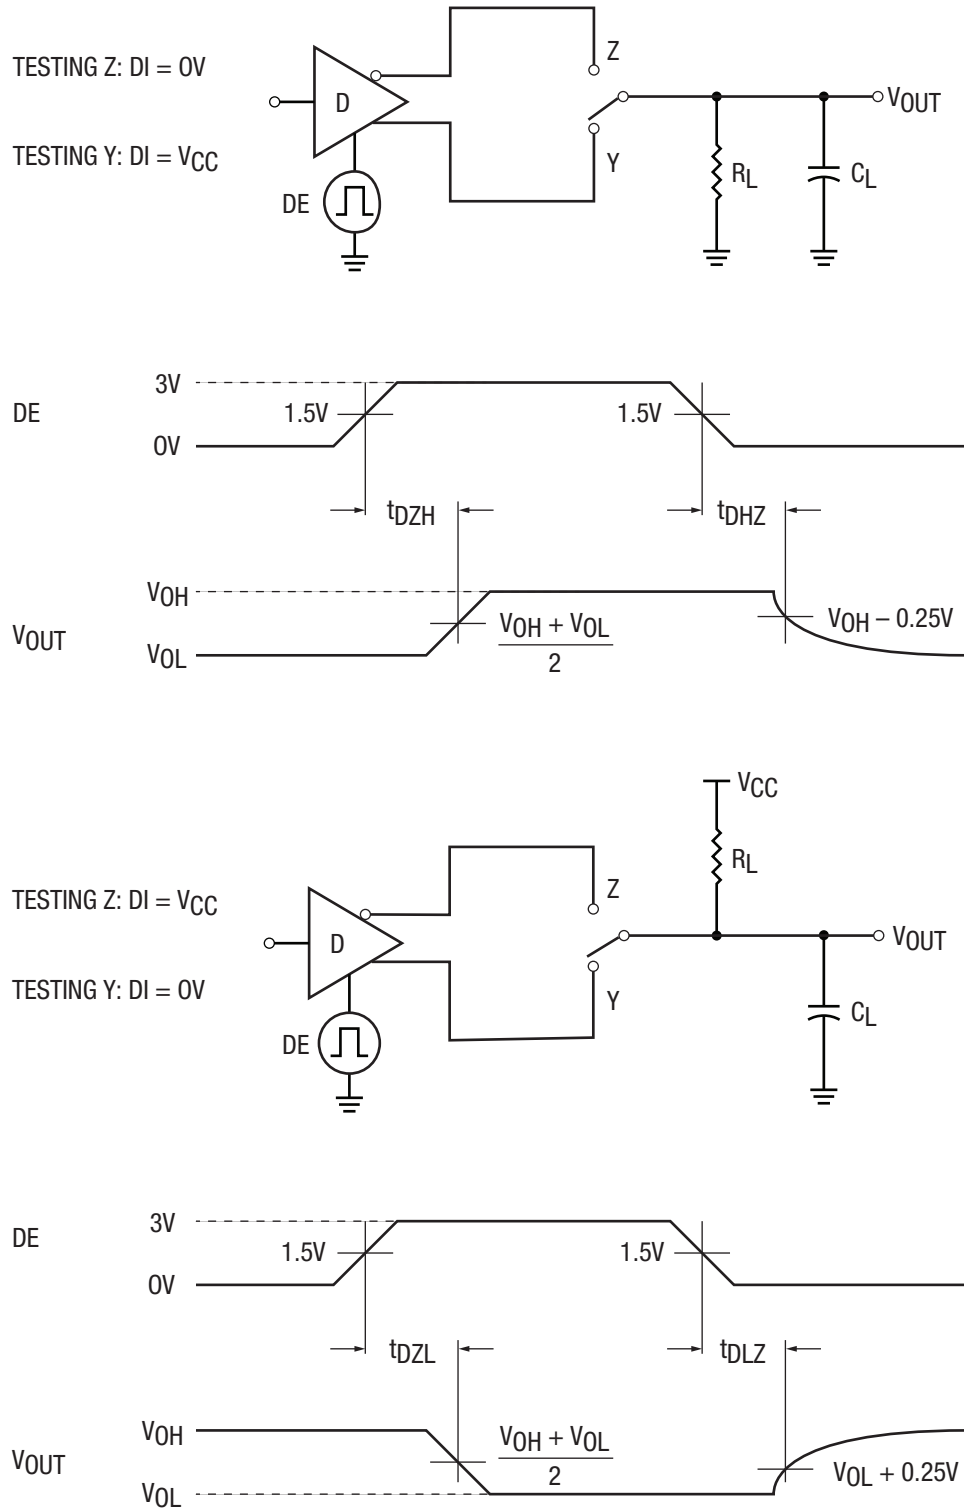 Z
TESTING Z: DI = 0V
D
VOUT
TESTING Y: DI = VCC
Y
RL
CL
DE
3V
DE
1.5V
1.5V
0V
tDZH
tDHZ
VOH
VOUT
VOH + VOL
2
VOH – 0.25V
VOL
VCC
RL
TESTING Z: DI = VCC
Z
D
VOUT
TESTING Y: DI = 0V
Y
CL
DE
3V
DE
1.5V
1.5V
0V
tDZL
tDLZ
VOH
VOUT
VOH + VOL
2
VOL + 0.25V
VOL